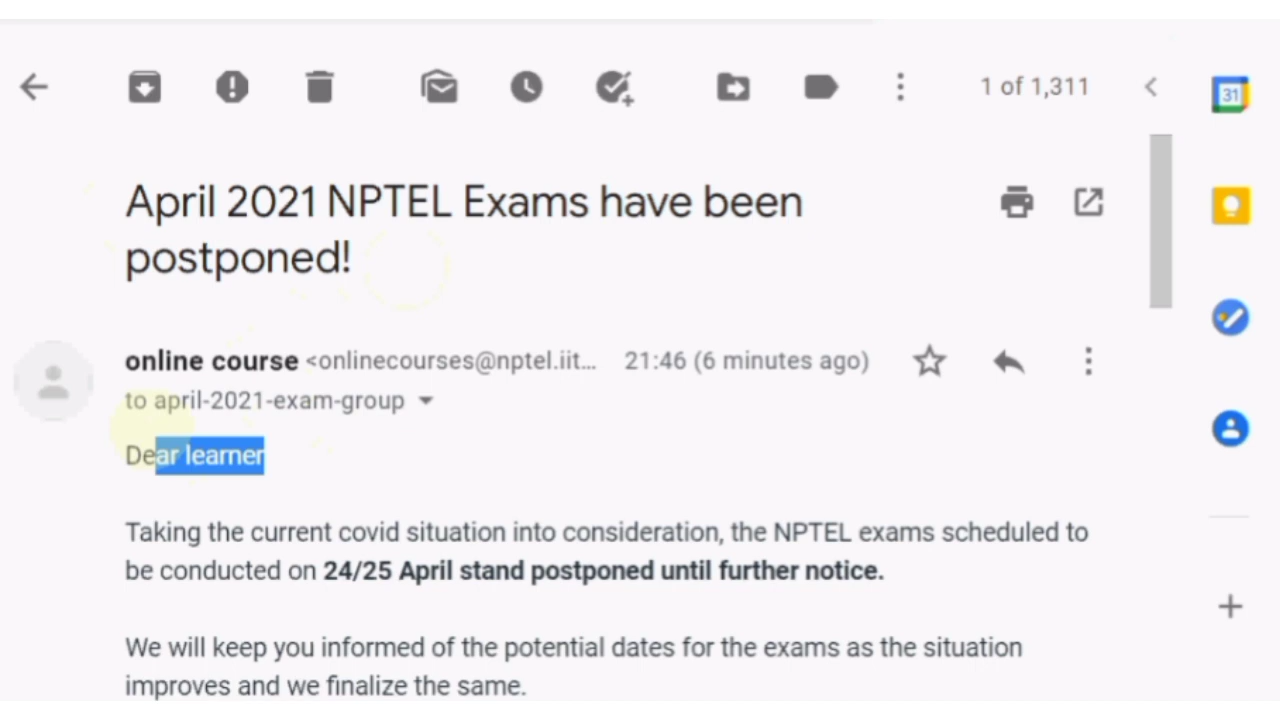 1 of 1,311
31
April 2021 NPTEL Exams have been
postponed!
online course <onlinecourses@nptel.iit... 21:46 (6 minutes ago)
to april-2021-exam-group
Dear learner
Taking the current covid situation into consideration, the NPTEL exams scheduled to
be conducted on 24/25 April stand postponed until further notice.
We will keep you informed of the potential dates for the exams as the situation
improves and we finalize the same.